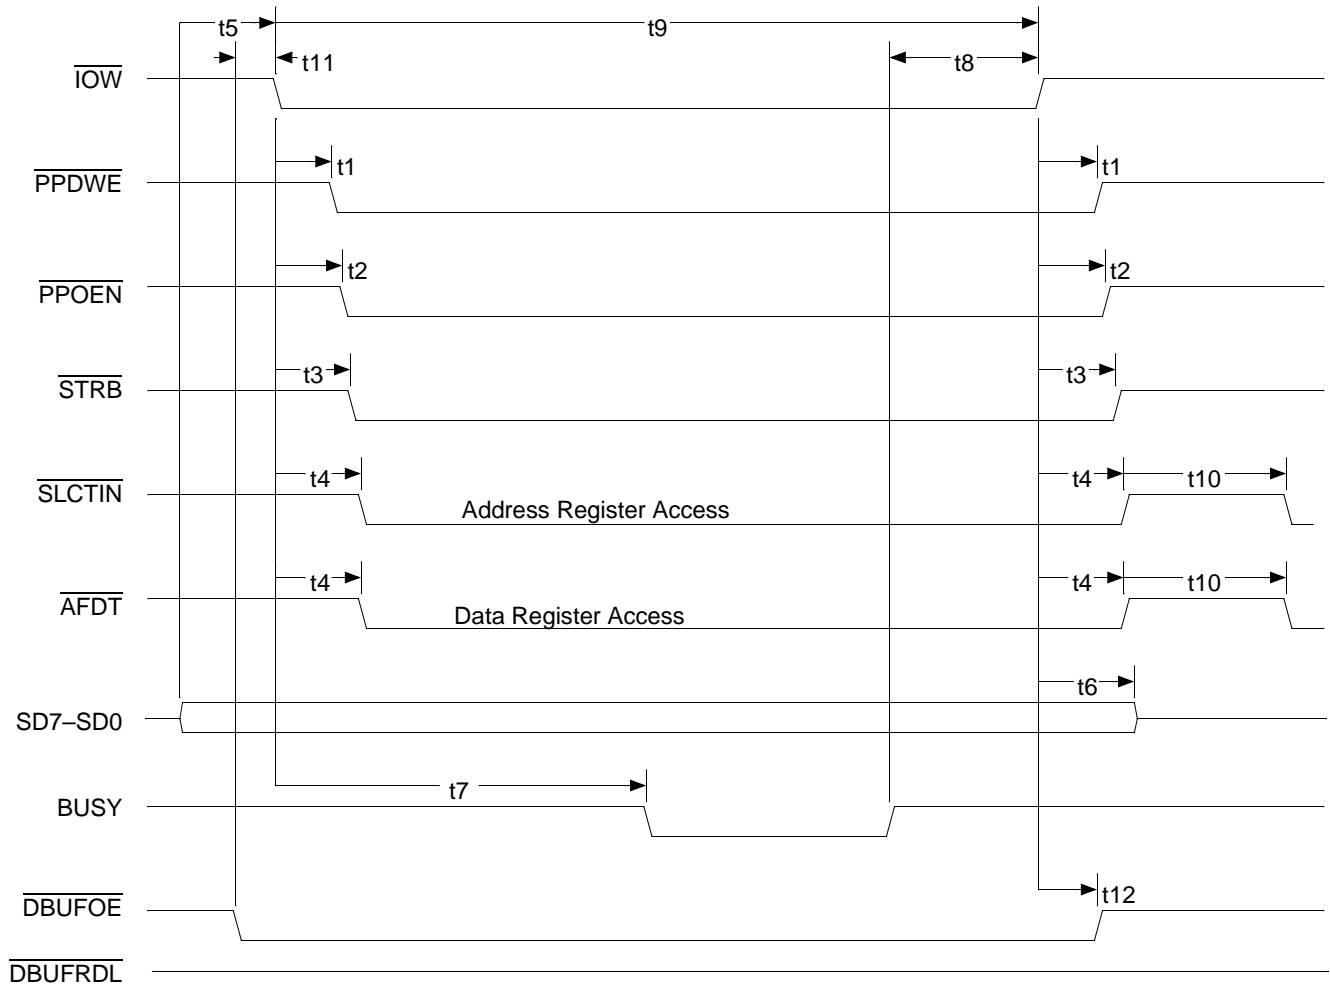 t5
t9
t11
t8
IOW
t1
t1
PPDWE
t2
t2
PPOEN
t3
t3
STRB
t4
t4
t10
SLCTIN
Address Register Access
t4
t4
t10
AFDT
Data Register Access
t6
SD7–SD0
t7
BUSY
t12
DBUFOE
DBUFRDL